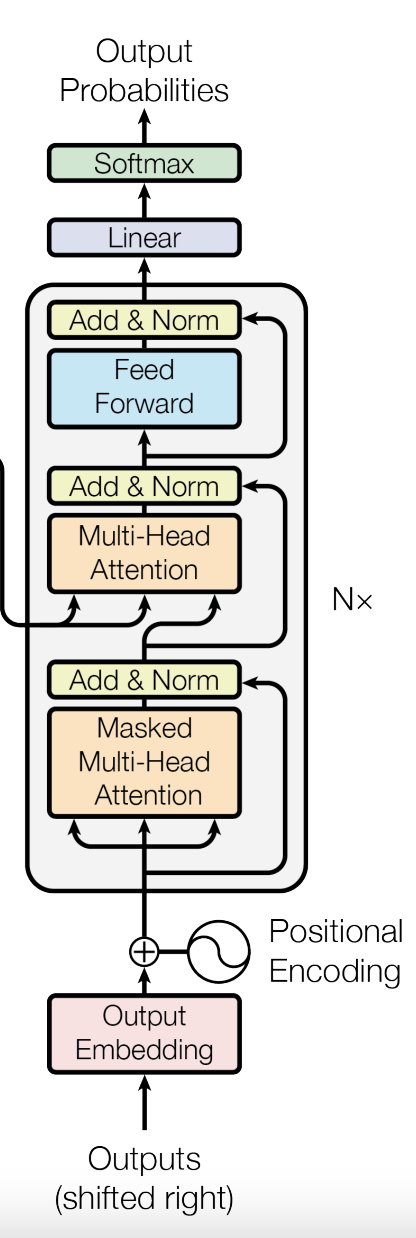 Output
Probabilities
Softmax
Linear
Add & Norm
Feed
Forward
Add & Norm
Multi-Head
Attention
N×
Add & Norm
Masked
Multi-Head
Attention
Positional
Encoding
Output
Embedding
Outputs
(shifted right)